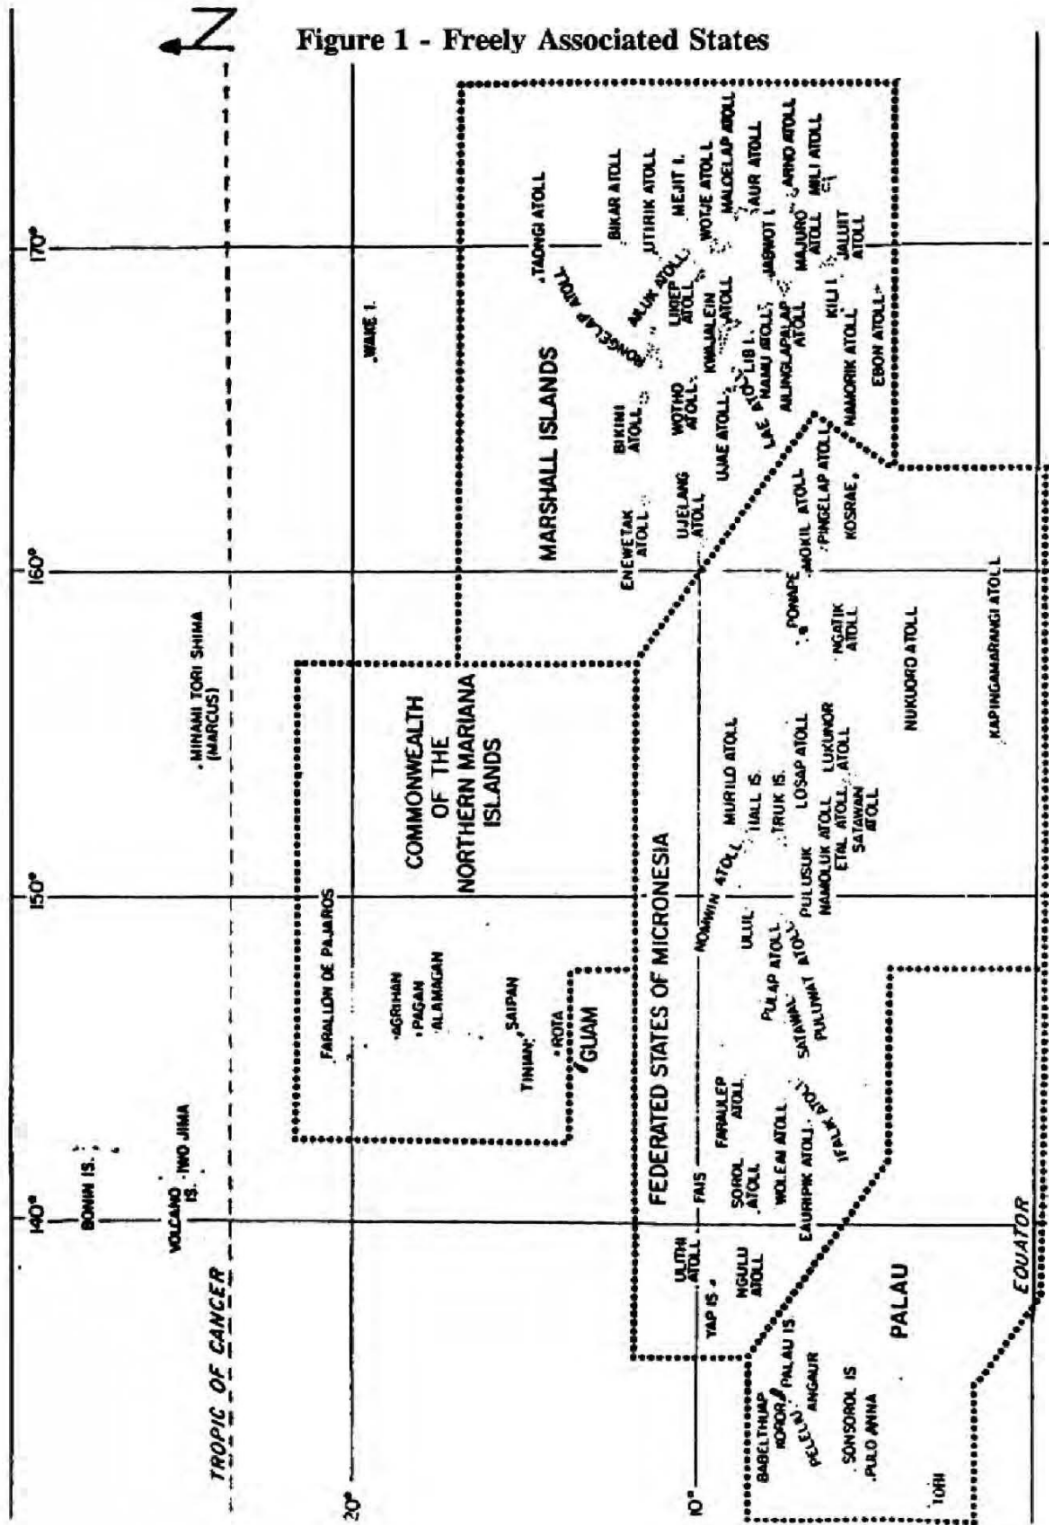 Figure 1 - Freely Associated States
N
140°
150°
160°
170°
20°
10°
TROPIC OF CANCER
EQUATOR
BONIN IS.
VOLCANO
IS.
IWO JIMA
MINAMI TORI SHIMA
(MARCUS)
WAKE I.
FARALLON DE PAJAROS
COMMONWEALTH
OF THE
NORTHERN MARIANA
ISLANDS
AGRIHAN
PAGAN
ALAMAGAN
SAIPAN
TINIAN
ROTA
GUAM
MARSHALL ISLANDS
TAONGI ATOLL
BIKAR ATOLL
UTIRIK ATOLL
MEJIT I.
RONGELAP ATOLL
AILUK ATOLL
LIKIEP
ATOLL
WOTJE ATOLL
MALOELAP ATOLL
AUR ATOLL
ARNO ATOLL
MILI ATOLL
BIKINI
ATOLL
WOTHO
ATOLL
KWAJALEIN
ATOLL
JABWOT I.
MAJURO
ATOLL
JALUIT
ATOLL
ENEWETAK
ATOLL
UJELANG
ATOLL
UJAE ATOLL
LAE ATOLL
LIB I.
NAMU ATOLL
AILINGLAPALAP
ATOLL
KILI I.
NAMORIK ATOLL
EBON ATOLL
FEDERATED STATES OF MICRONESIA
ULITHI
ATOLL
YAP IS.
NGULU
ATOLL
FAIS
SOROL
ATOLL
FARAULEP
ATOLL
WOLEAI ATOLL
EAURIPIK ATOLL
IFALIK ATOLL
NOMWIN ATOLL
MURILO ATOLL
HALL IS.
TRUK IS.
ULUL
PULAP ATOLL
SATAWAL
PULUWAT ATOLL
PULUSUK
LOSAP ATOLL
NAMOLUK ATOLL
ETAL ATOLL
LUKUNOR
ATOLL
SATAWAN
ATOLL
PONAPE
MOKIL ATOLL
PINGELAP ATOLL
KOSRAE
NGATIK
ATOLL
NUKUORO ATOLL
KAPINGAMARANGI ATOLL
PALAU
BABELTHUAP
KOROR
PALAU IS.
PELELIU
ANGAUR
SONSOROL IS
PULO ANNA
TOBI